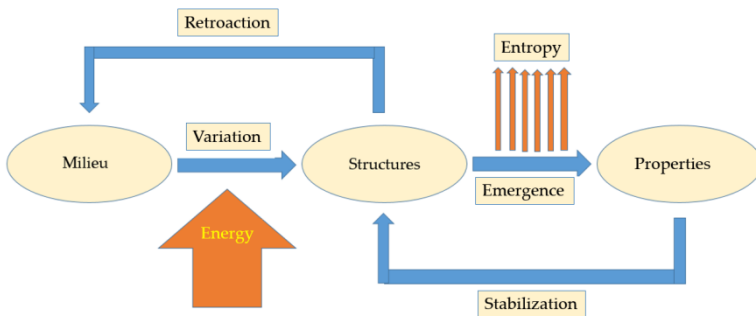 Retroaction
Entropy
Variation
Milieu
Structures
Properties
Emergence
Energy
Stabilization